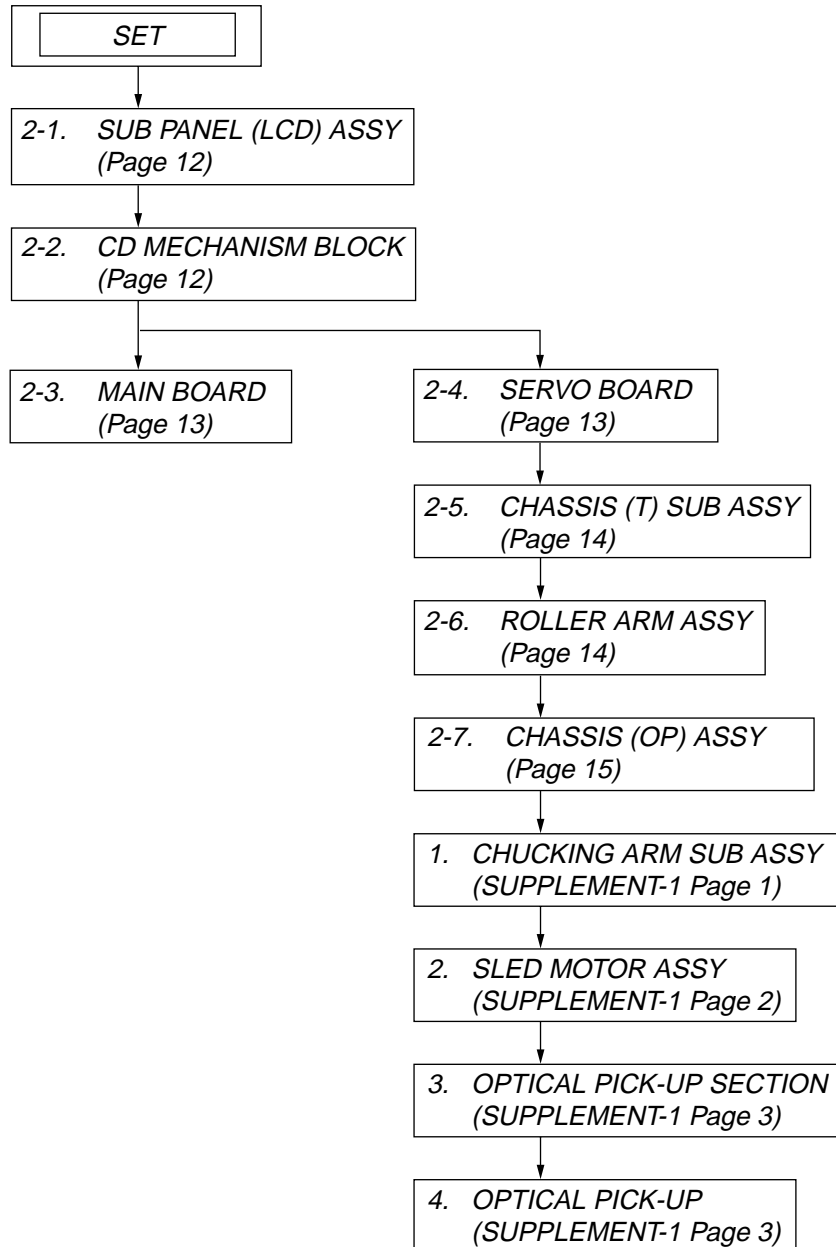 SET
2-1. SUB PANEL (LCD) ASSY
(Page 12)
2-2. CD MECHANISM BLOCK
(Page 12)
2-3. MAIN BOARD
(Page 13)
2-4. SERVO BOARD
(Page 13)
2-5. CHASSIS (T) SUB ASSY
(Page 14)
2-6. ROLLER ARM ASSY
(Page 14)
2-7. CHASSIS (OP) ASSY
(Page 15)
1. CHUCKING ARM SUB ASSY
(SUPPLEMENT-1 Page 1)
2. SLED MOTOR ASSY
(SUPPLEMENT-1 Page 2)
3. OPTICAL PICK-UP SECTION
(SUPPLEMENT-1 Page 3)
4. OPTICAL PICK-UP
(SUPPLEMENT-1 Page 3)